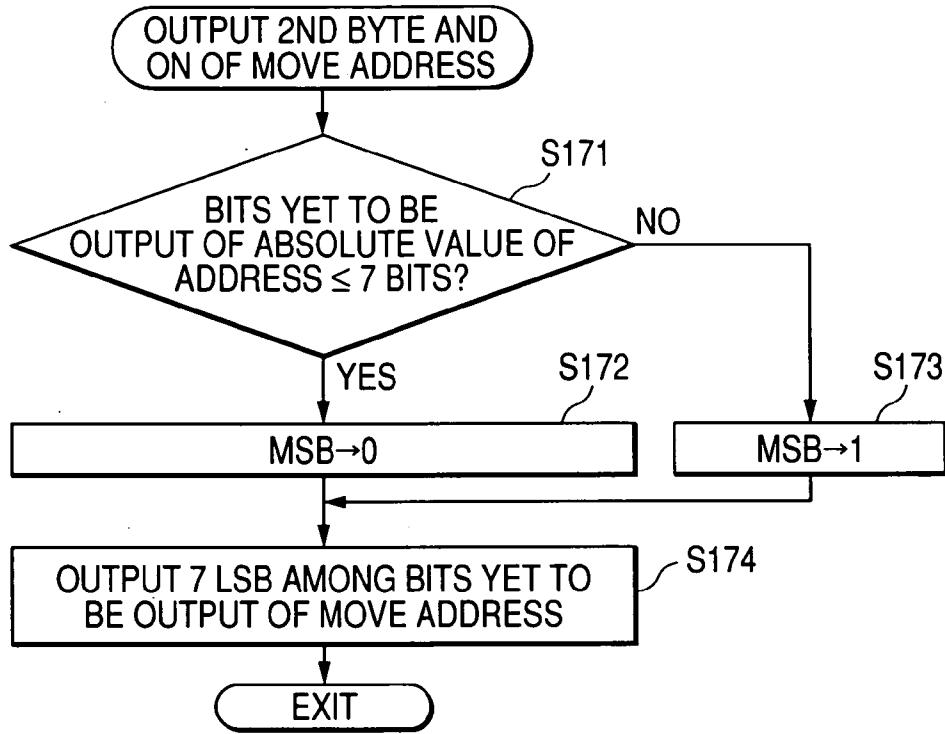 OUTPUT 2ND BYTE AND
ON OF MOVE ADDRESS
S171
BITS YET TO BE
OUTPUT OF ABSOLUTE VALUE OF
ADDRESS ≤ 7 BITS?
NO
YES
S172
S173
MSB→0
MSB→1
S174
OUTPUT 7 LSB AMONG BITS YET TO
BE OUTPUT OF MOVE ADDRESS
EXIT